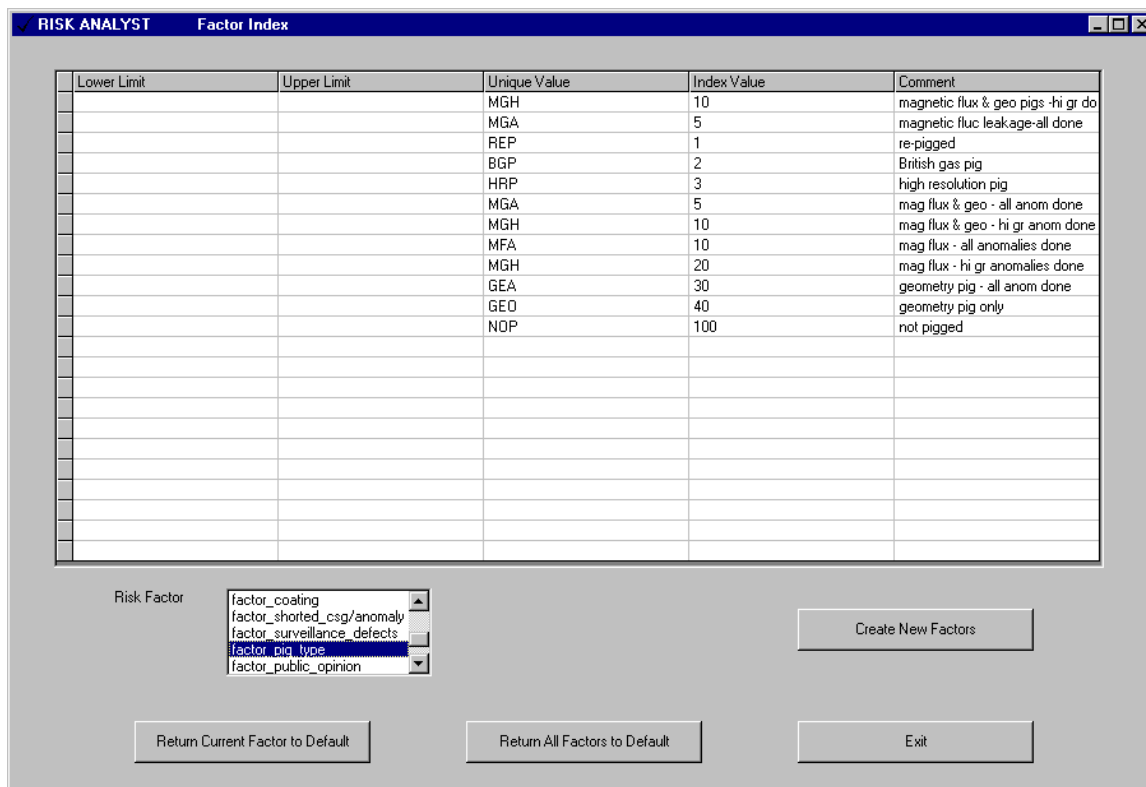 RISK ANALYST Factor Index
Lower Limit Upper Limit Unique Value Index Value Comment
MGH 10 magnetic flux & geo pigs -hi gr do
MGA 5 magnetic fluc leakage-all done
REP 1 re-pigged
BGP 2 British gas pig
HRP 3 high resolution pig
MGA 5 mag flux & geo - all anom done
MGH 10 mag flux & geo - hi gr anom done
MFA 10 mag flux - all anomalies done
MGH 20 mag flux - hi gr anomalies done
GEA 30 geometry pig - all anom done
GEO 40 geometry pig only
NOP 100 not pigged
Risk Factor
factor_coating
factor_shorted_csg/anomaly
factor_surveillance_defects
factor_pig_type
factor_public_opinion
Create New Factors
Return Current Factor to Default Return All Factors to Default Exit